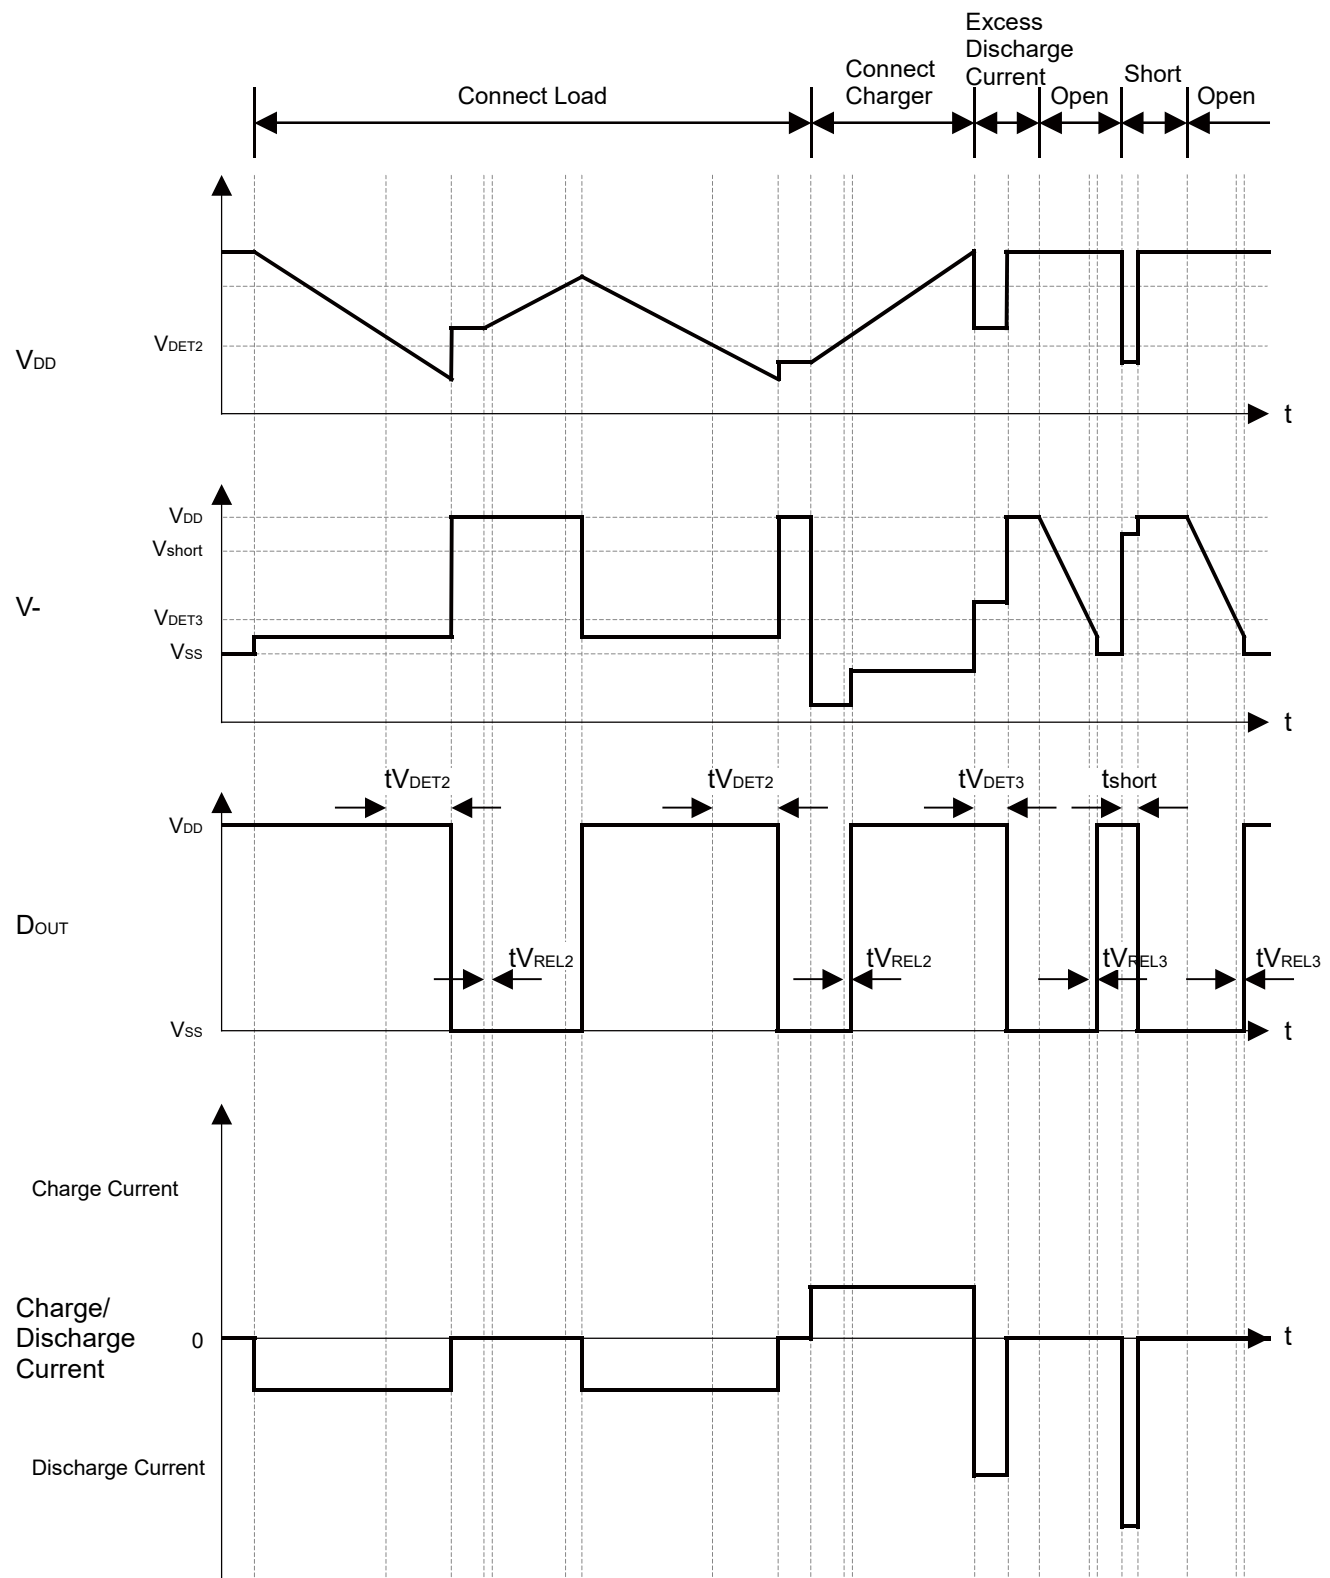 Excess
Discharge
Current
Connect
Charger
Short
Connect Load
Open
Open
VDET2
VDD
t
VDD
Vshort
VDET3
VSS
V-
t
tVDET2
tVDET2
tVDET3
tshort
VDD
DOUT
tVREL2
tVREL2
tVREL3
tVREL3
VSS
t
Charge Current
Charge/
Discharge
Current
0
t
Discharge Current